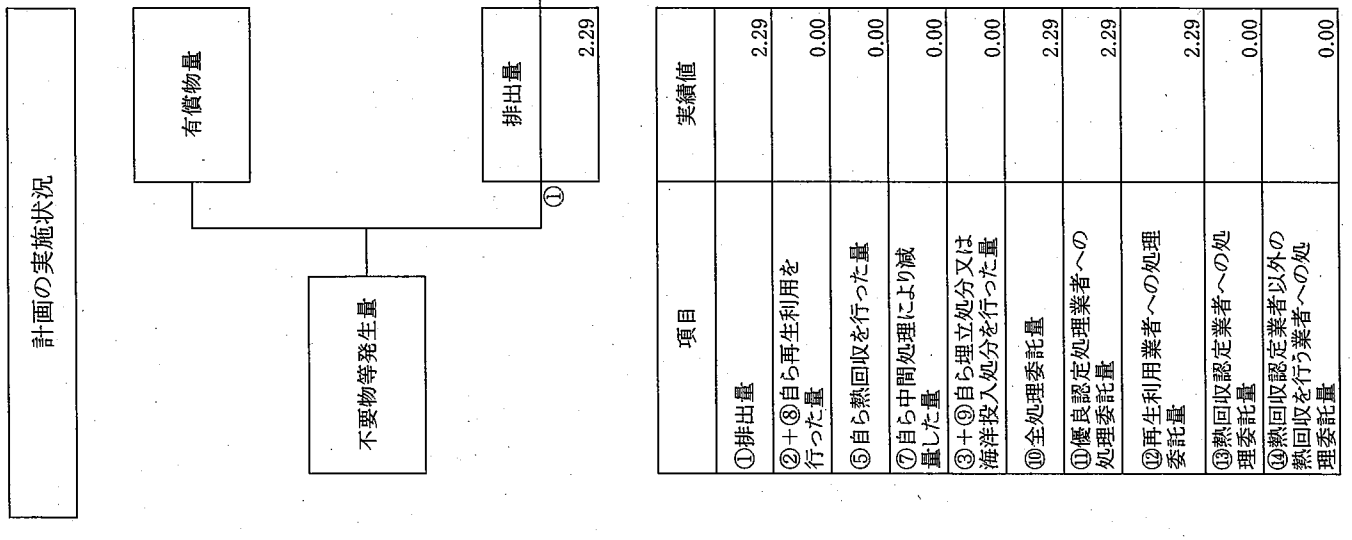 計画の実施状況
有償物量
不要物等発生量
①
排出量
2.29
項目
実績値
①排出量
2.29
②+⑧自ら再生利用を
行った量
0.00
⑤自ら熱回収を行った量
0.00
⑦自ら中間処理により減
量した量
0.00
③+⑨自ら埋立処分又は
海洋投入処分を行った量
0.00
⑩全処理委託量
2.29
⑪優良認定処理業者への
処理委託量
2.29
⑫再生利用業者への処理
委託量
2.29
⑬熱回収認定業者への処
理委託量
0.00
⑭熱回収認定業者以外の
熱回収を行う業者への処
理委託量
0.00